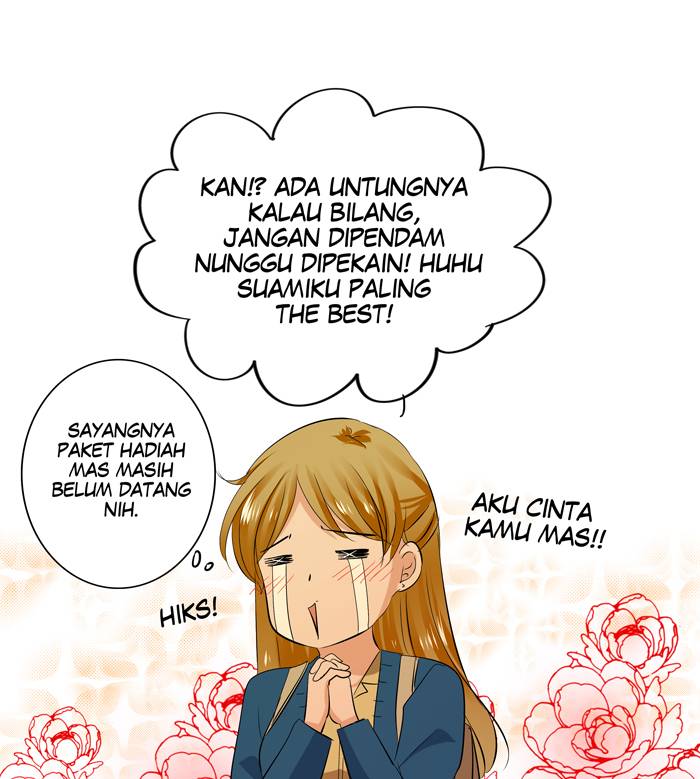 KAN!? ADA UNTUNGNYA
KALAU BILANG,
JANGAN DIPENDAM
NUNGGU DIPEKAIN! HUHU
SUAMIKU PALING
THE BEST!
SAYANGNYA
PAKET HADIAH
MAS MASIH
BELUM DATANG
NIH.
AKU CINTA
KAMU MAS!!
HIKS!